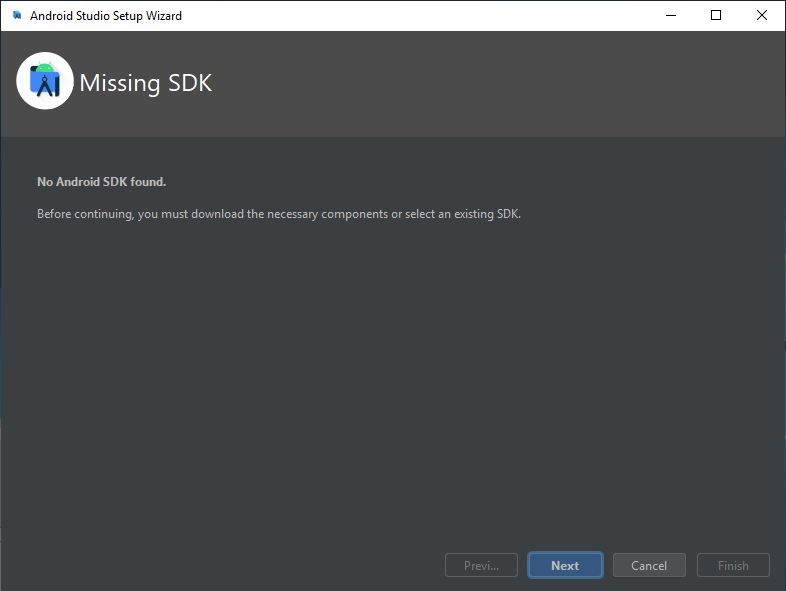 Android Studio Setup Wizard
Missing SDK
No Android SDK found.
Before continuing, you must download the necessary components or select an existing SDK.
Previ...
Next
Cancel
Finish